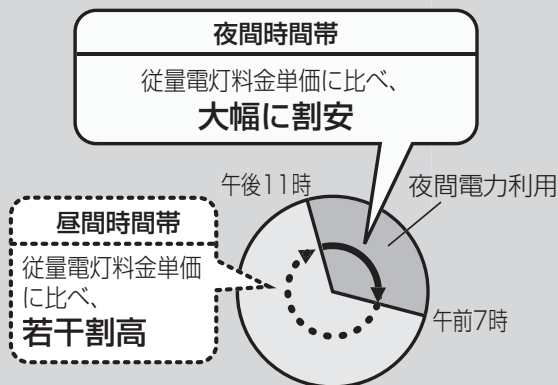 夜間時間帯
従量電灯料金単価に比べ、
大幅に割安
午後11時
夜間電力利用
昼間時間帯
従量電灯料金単価
に比べ、
若干割高
午前7時